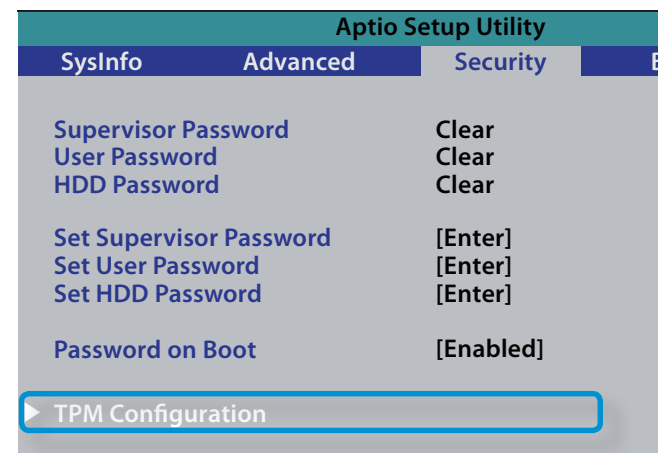 Aptio Setup Utility
SysInfo Advanced Security
Supervisor Password Clear
User Password Clear
HDD Password Clear
Set Supervisor Password [Enter]
Set User Password [Enter]
Set HDD Password [Enter]
Password on Boot [Enabled]
TPM Configuration